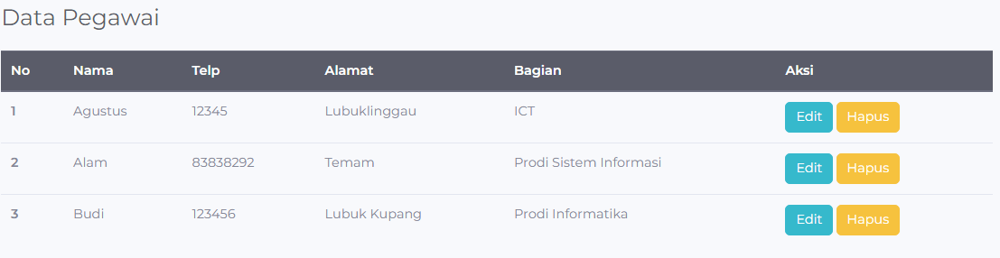 Data Pegawai
No Nama Telp Alamat Bagian Aksi
1 Agustus 12345 Lubuklinggau ICT Edit Hapus
2 Alam 83838292 Temam Prodi Sistem Informasi Edit Hapus
3 Budi 123456 Lubuk Kupang Prodi Informatika Edit Hapus